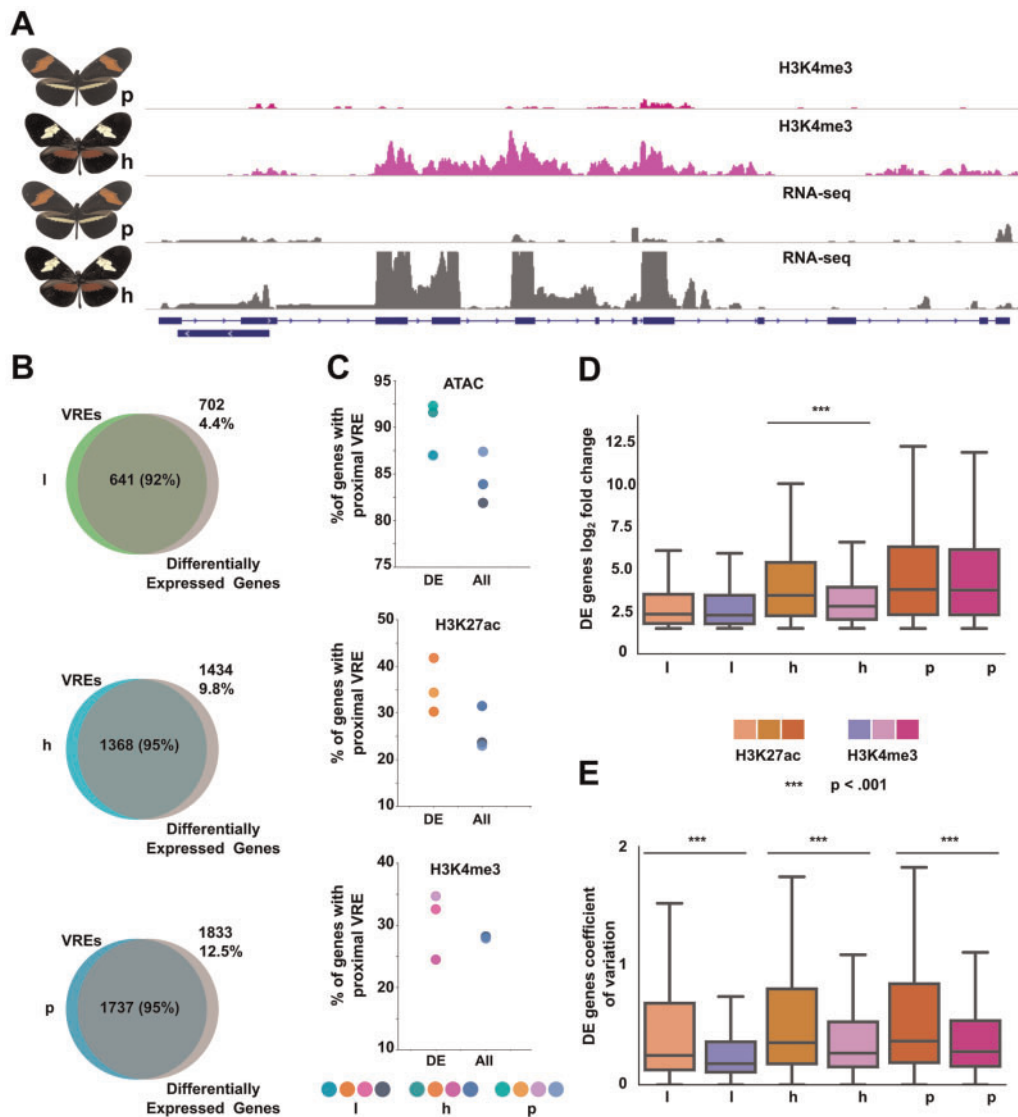 A
p
H3K4me3
h
H3K4me3
p
RNA-seq
h
RNA-seq
B
VREs
702
4.4%
l
641 (92%)
Differentially
Expressed Genes
VREs
1434
9.8%
h
1368 (95%)
Differentially
Expressed Genes
VREs
1833
12.5%
p
1737 (95%)
Differentially
Expressed Genes
C
ATAC
%of genes with
proximal VRE
95
90
85
80
75
DE All
H3K27ac
% of genes with
proximal VRE
50
40
30
20
10
DE All
H3K4me3
% of genes with
proximal VRE
40
30
20
10
DE All
l h p
D
DE genes log2 fold change
12.5
10.0
7.5
5.0
2.5
0
***
l l h h p p
H3K27ac H3K4me3
*** p < .001
E
DE genes coefficient
of variation
2
1
0
*** *** ***
l l h h p p